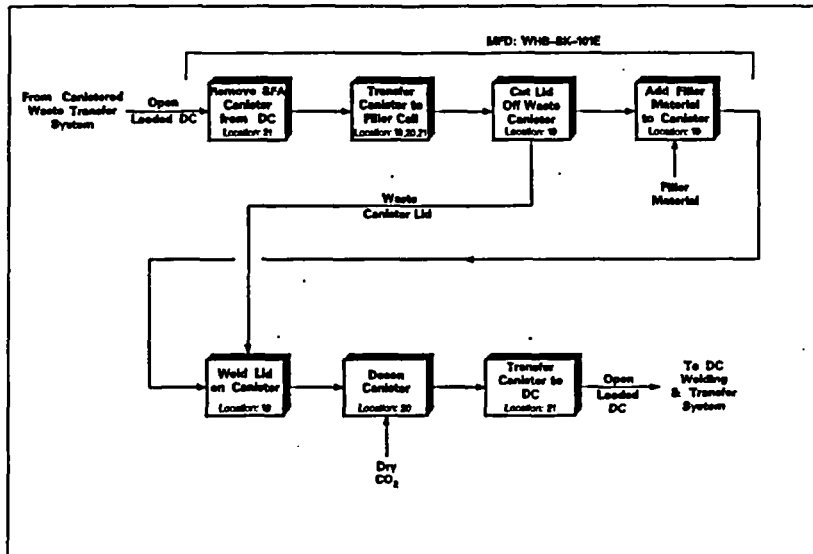 MFD: WHB-SK-101E
From Canistered
Waste Transfer
System
Open
Loaded DC
Remove SFA
Canister
from DC
Location: 21
Transfer
Canister to
Filler Cell
Location: 19,20,21
Cut Lid
Off Waste
Canister
Location: 19
Add Filler
Material
to Canister
Location: 19
Filler
Material
Waste
Canister Lid
Weld Lid
on Canister
Location: 19
Decon
Canister
Location: 20
Transfer
Canister to
DC
Location: 21
Open
Loaded
DC
To DC
Welding
& Transfer
System
Dry
CO₂